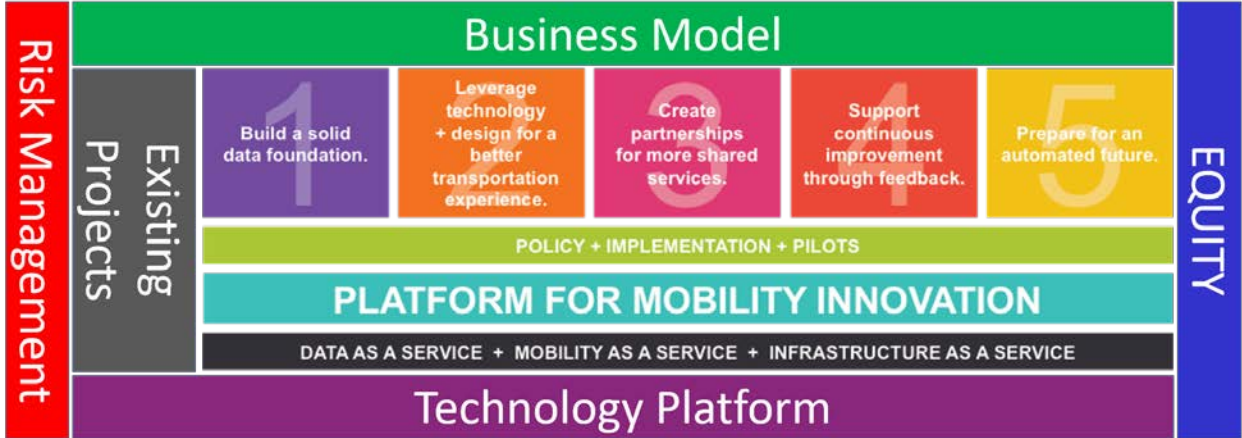 Risk Management
Business Model
Existing
Projects
1
Build a solid
data foundation.
2
Leverage
technology
+ design for a
better
transportation
experience.
3
Create
partnerships
for more shared
services.
4
Support
continuous
improvement
through feedback.
5
Prepare for an
automated future.
POLICY + IMPLEMENTATION + PILOTS
PLATFORM FOR MOBILITY INNOVATION
DATA AS A SERVICE + MOBILITY AS A SERVICE + INFRASTRUCTURE AS A SERVICE
Technology Platform
EQUITY